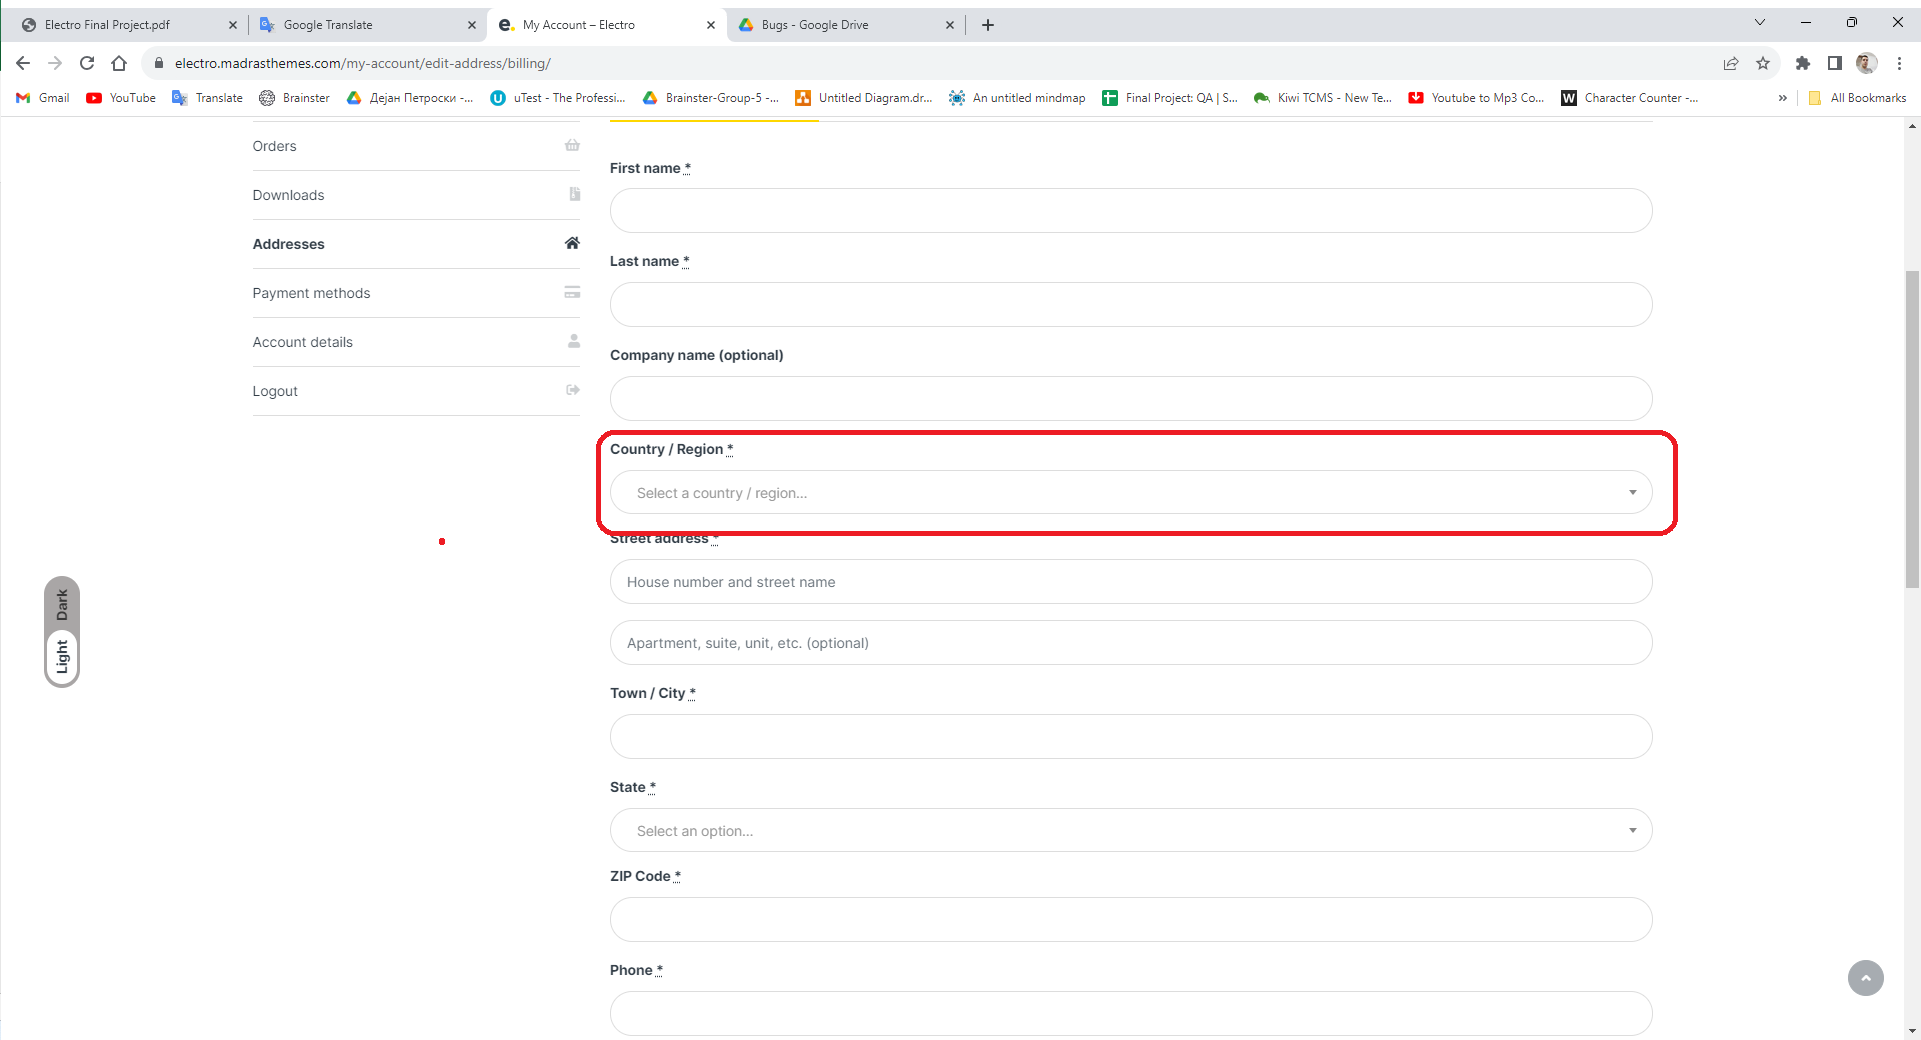 Electro Final Project.pdf
Google Translate
My Account – Electro
Bugs - Google Drive
electro.madrasthemes.com/my-account/edit-address/billing/
Gmail
YouTube
Translate
Brainster
Дејан Петроски -...
uTest - The Professi...
Brainster-Group-5 -...
Untitled Diagram.dr...
An untitled mindmap
Final Project: QA | S...
Kiwi TCMS - New Te...
Youtube to Mp3 Co...
W
Character Counter -...
»
All Bookmarks
Orders
Downloads
Addresses
Payment methods
Account details
Logout
Dark
Light
First name *
Last name *
Company name (optional)
Country / Region *
Select a country / region...
Street address *
House number and street name
Apartment, suite, unit, etc. (optional)
Town / City *
State *
Select an option...
ZIP Code *
Phone *